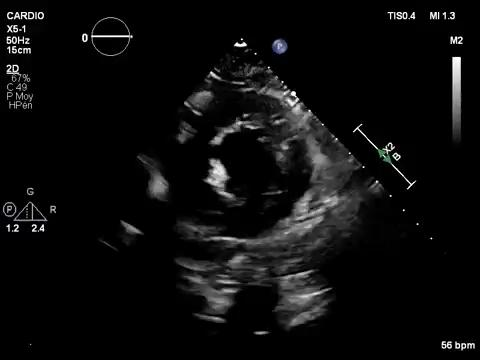 CARDIO
X5-1
50Hz
15cm
2D
67%
C 49
P Moy
HPén
G
P R
1.2 2.4
0
P
TIS0.4 MI 1.3
M2
X2
B
56 bpm